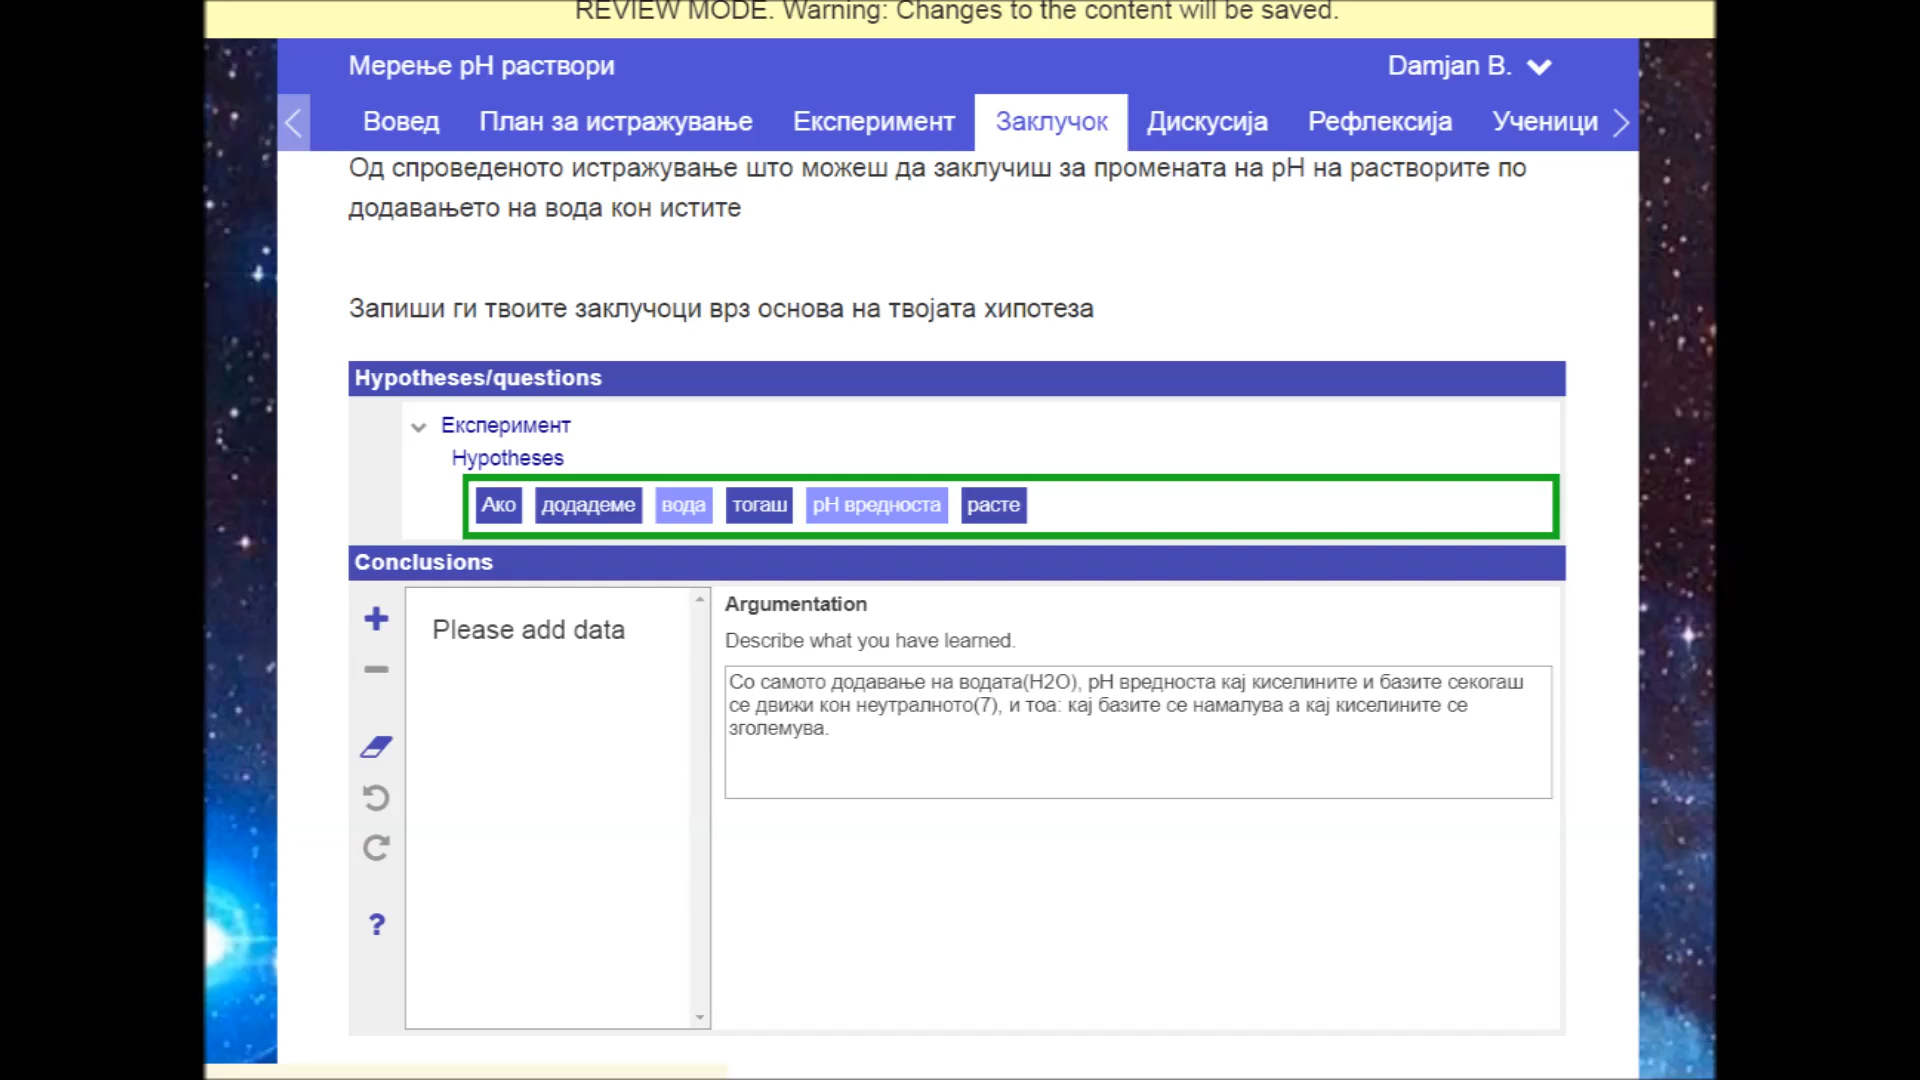 REVIEW MODE. Warning: Changes to the content will be saved.
Мерење pH раствори
Damjan B.
Вовед План за истражување Експеримент Заклучок Дискусија Рефлексија Ученици
Од спроведеното истражување што можеш да заклучиш за промената на pH на растворите по
додавањето на вода кон истите
Запиши ги твоите заклучоци врз основа на твојата хипотеза
Hypotheses/questions
Експеримент
Hypotheses
Ако додадеме вода тогаш pH вредноста расте
Conclusions
Please add data
Argumentation
Describe what you have learned.
Со самото додавање на водата(H2O), pH вредноста кај киселините и базите секогаш
се движи кон неутралното(7), и тоа: кај базите се намалува а кај киселините се
зголемува.
?